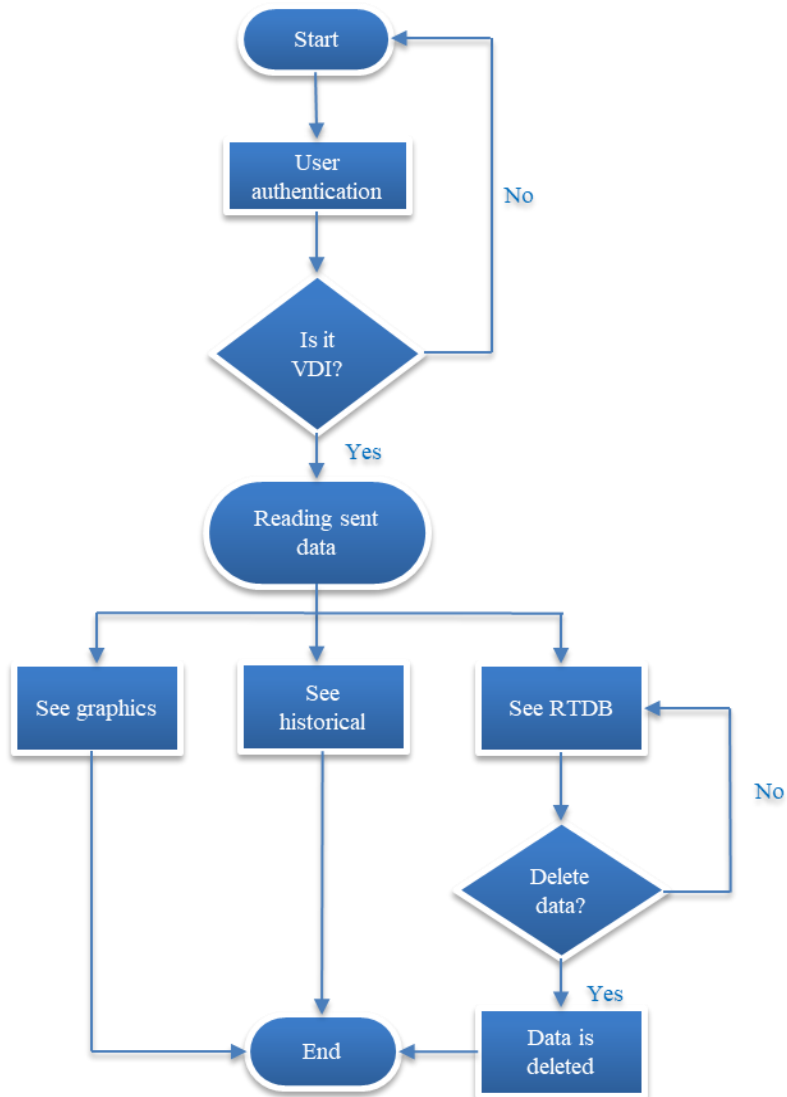 Start
User
authentication
No
Is it
VDI?
Yes
Reading sent
data
See graphics
See
historical
See RTDB
No
Delete
data?
Yes
End
Data is
deleted